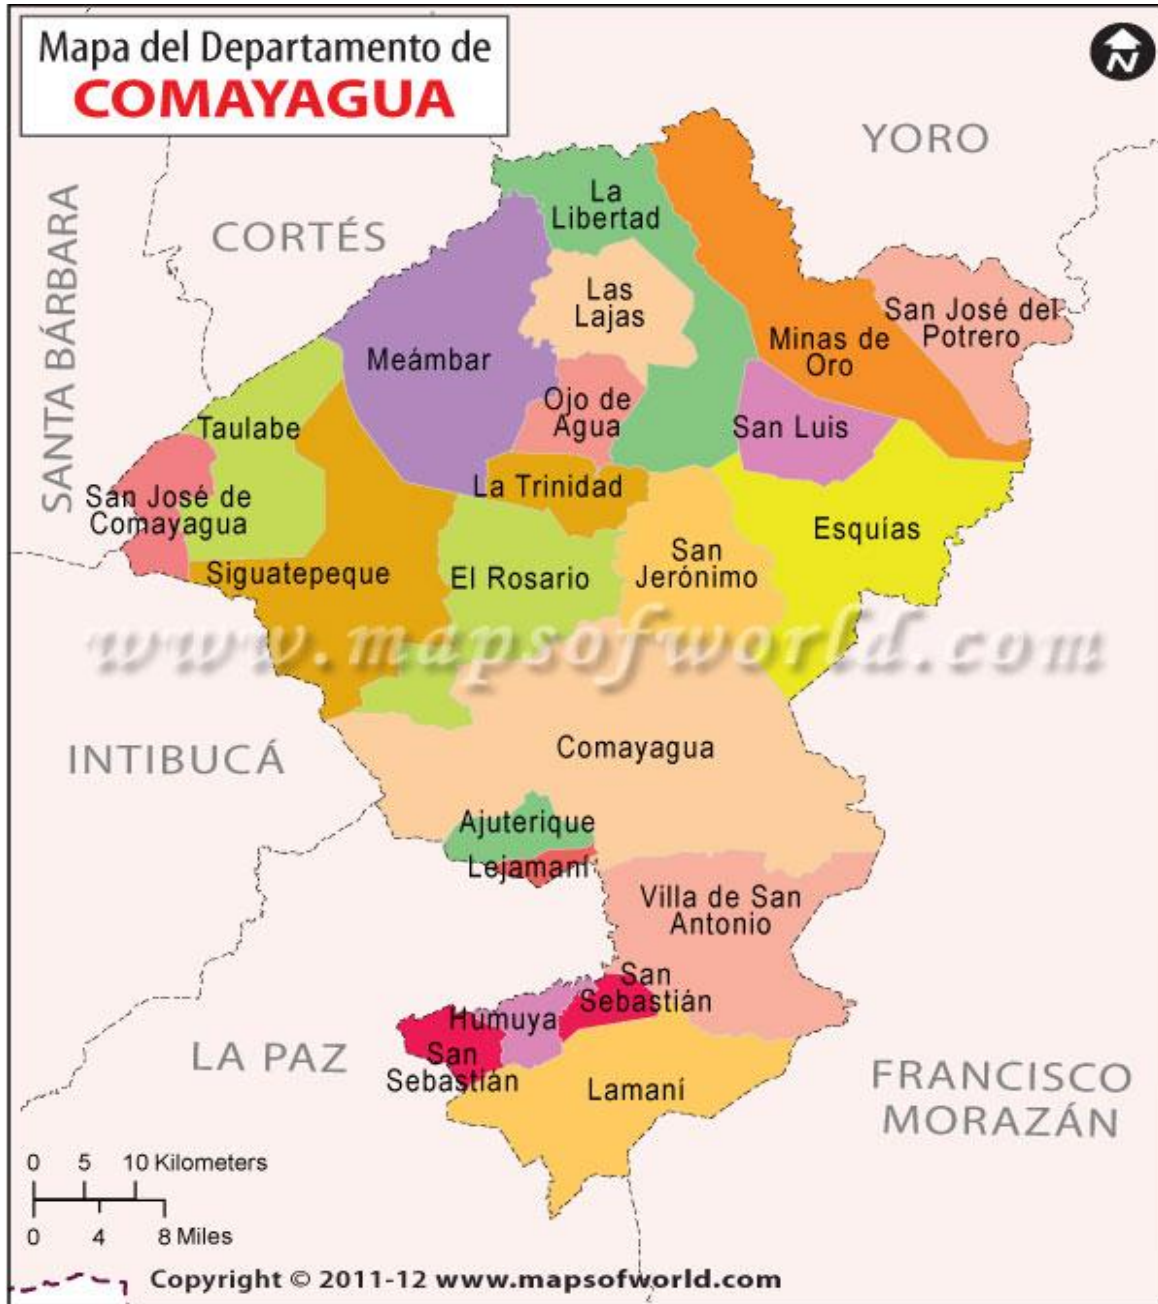 Mapa del Departamento de
COMAYAGUA
N
YORO
CORTÉS
SANTA BÁRBARA
La
Libertad
Las
Lajas
San José del
Potrero
Minas de
Oro
Meámbar
Ojo de
Agua
San Luis
Taulabe
La Trinidad
San José de
Comayagua
Esquías
San
Jerónimo
Siguatepeque
El Rosario
www.mapsofworld.com
INTIBUCÁ
Comayagua
Ajuterique
Lejamaní
Villa de San
Antonio
San
Sebastián
Humuya
San
Sebastián
LA PAZ
Lamaní
FRANCISCO
MORAZÁN
0 5 10 Kilometers
0 4 8 Miles
Copyright © 2011-12 www.mapsofworld.com